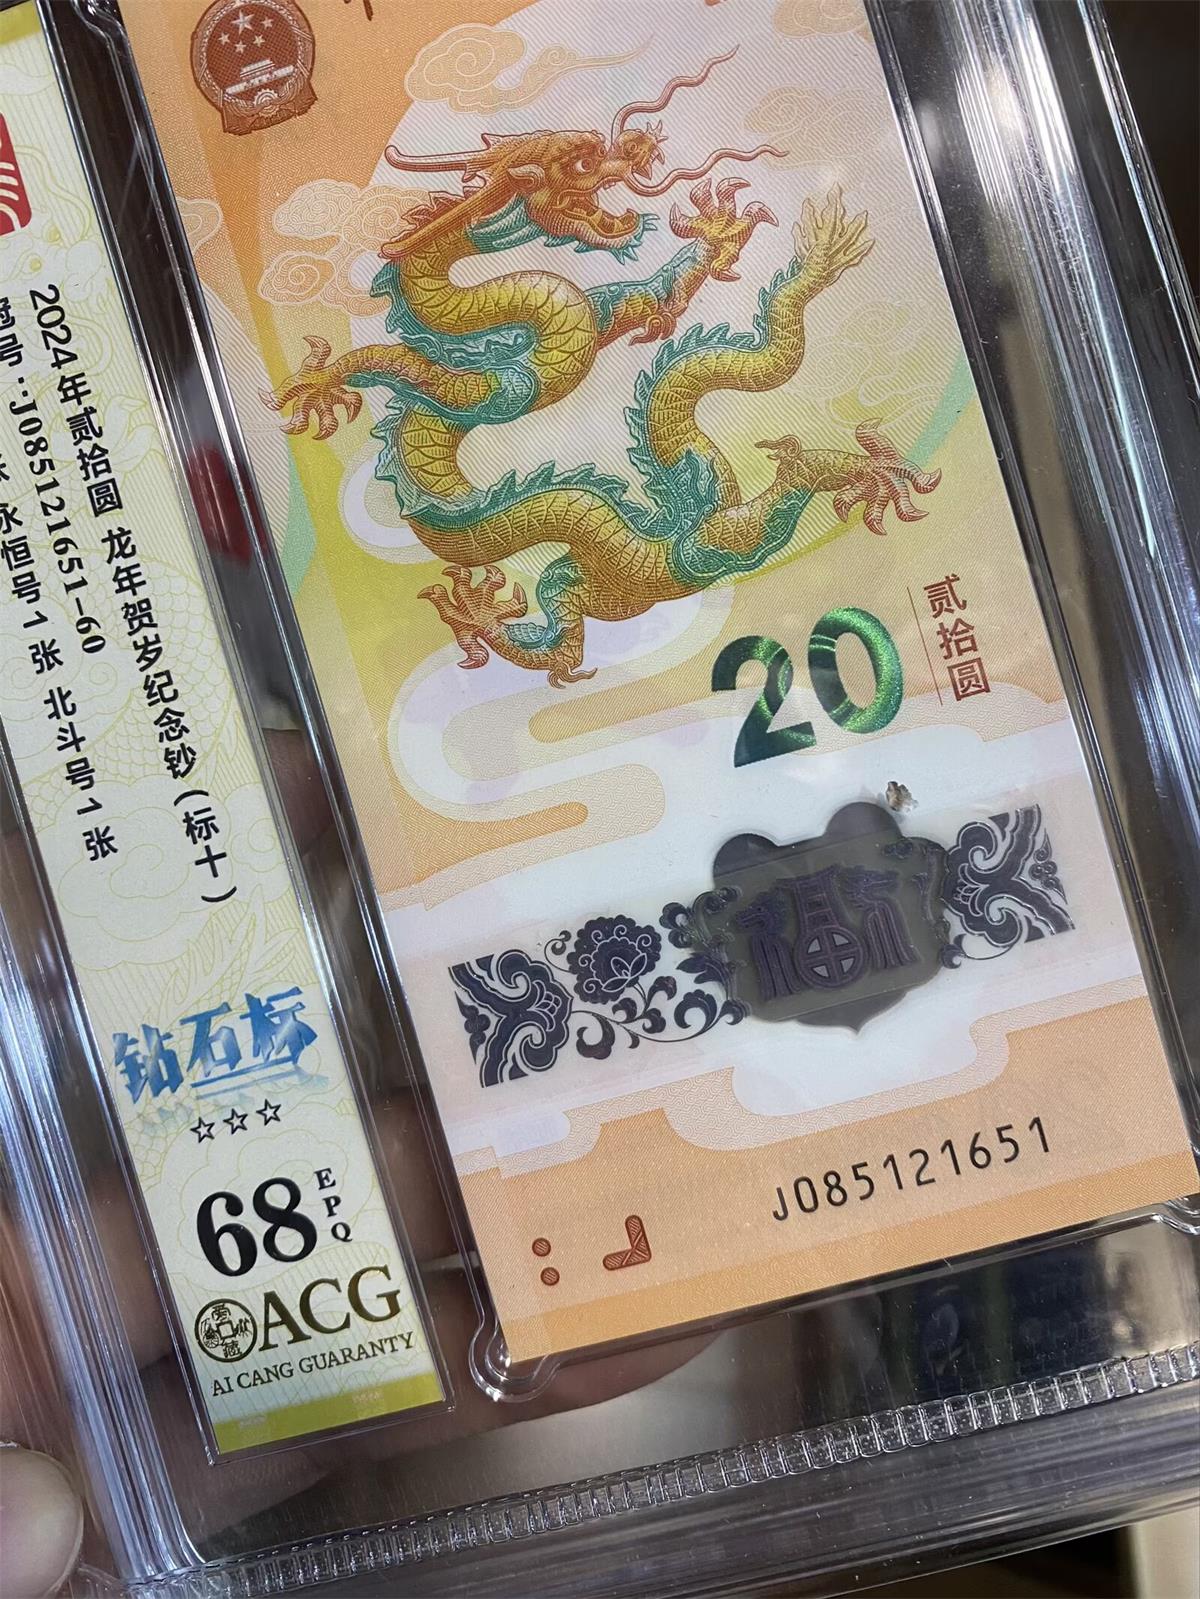 2024年贰拾圆 龙年贺岁纪念钞(标十)
冠号:J085121651-60
永恒号1张 北斗号1张
钻石标
☆☆☆
68
EPQ
ACG
AI CANG GUARANTY
20
贰拾圆
福
J085121651